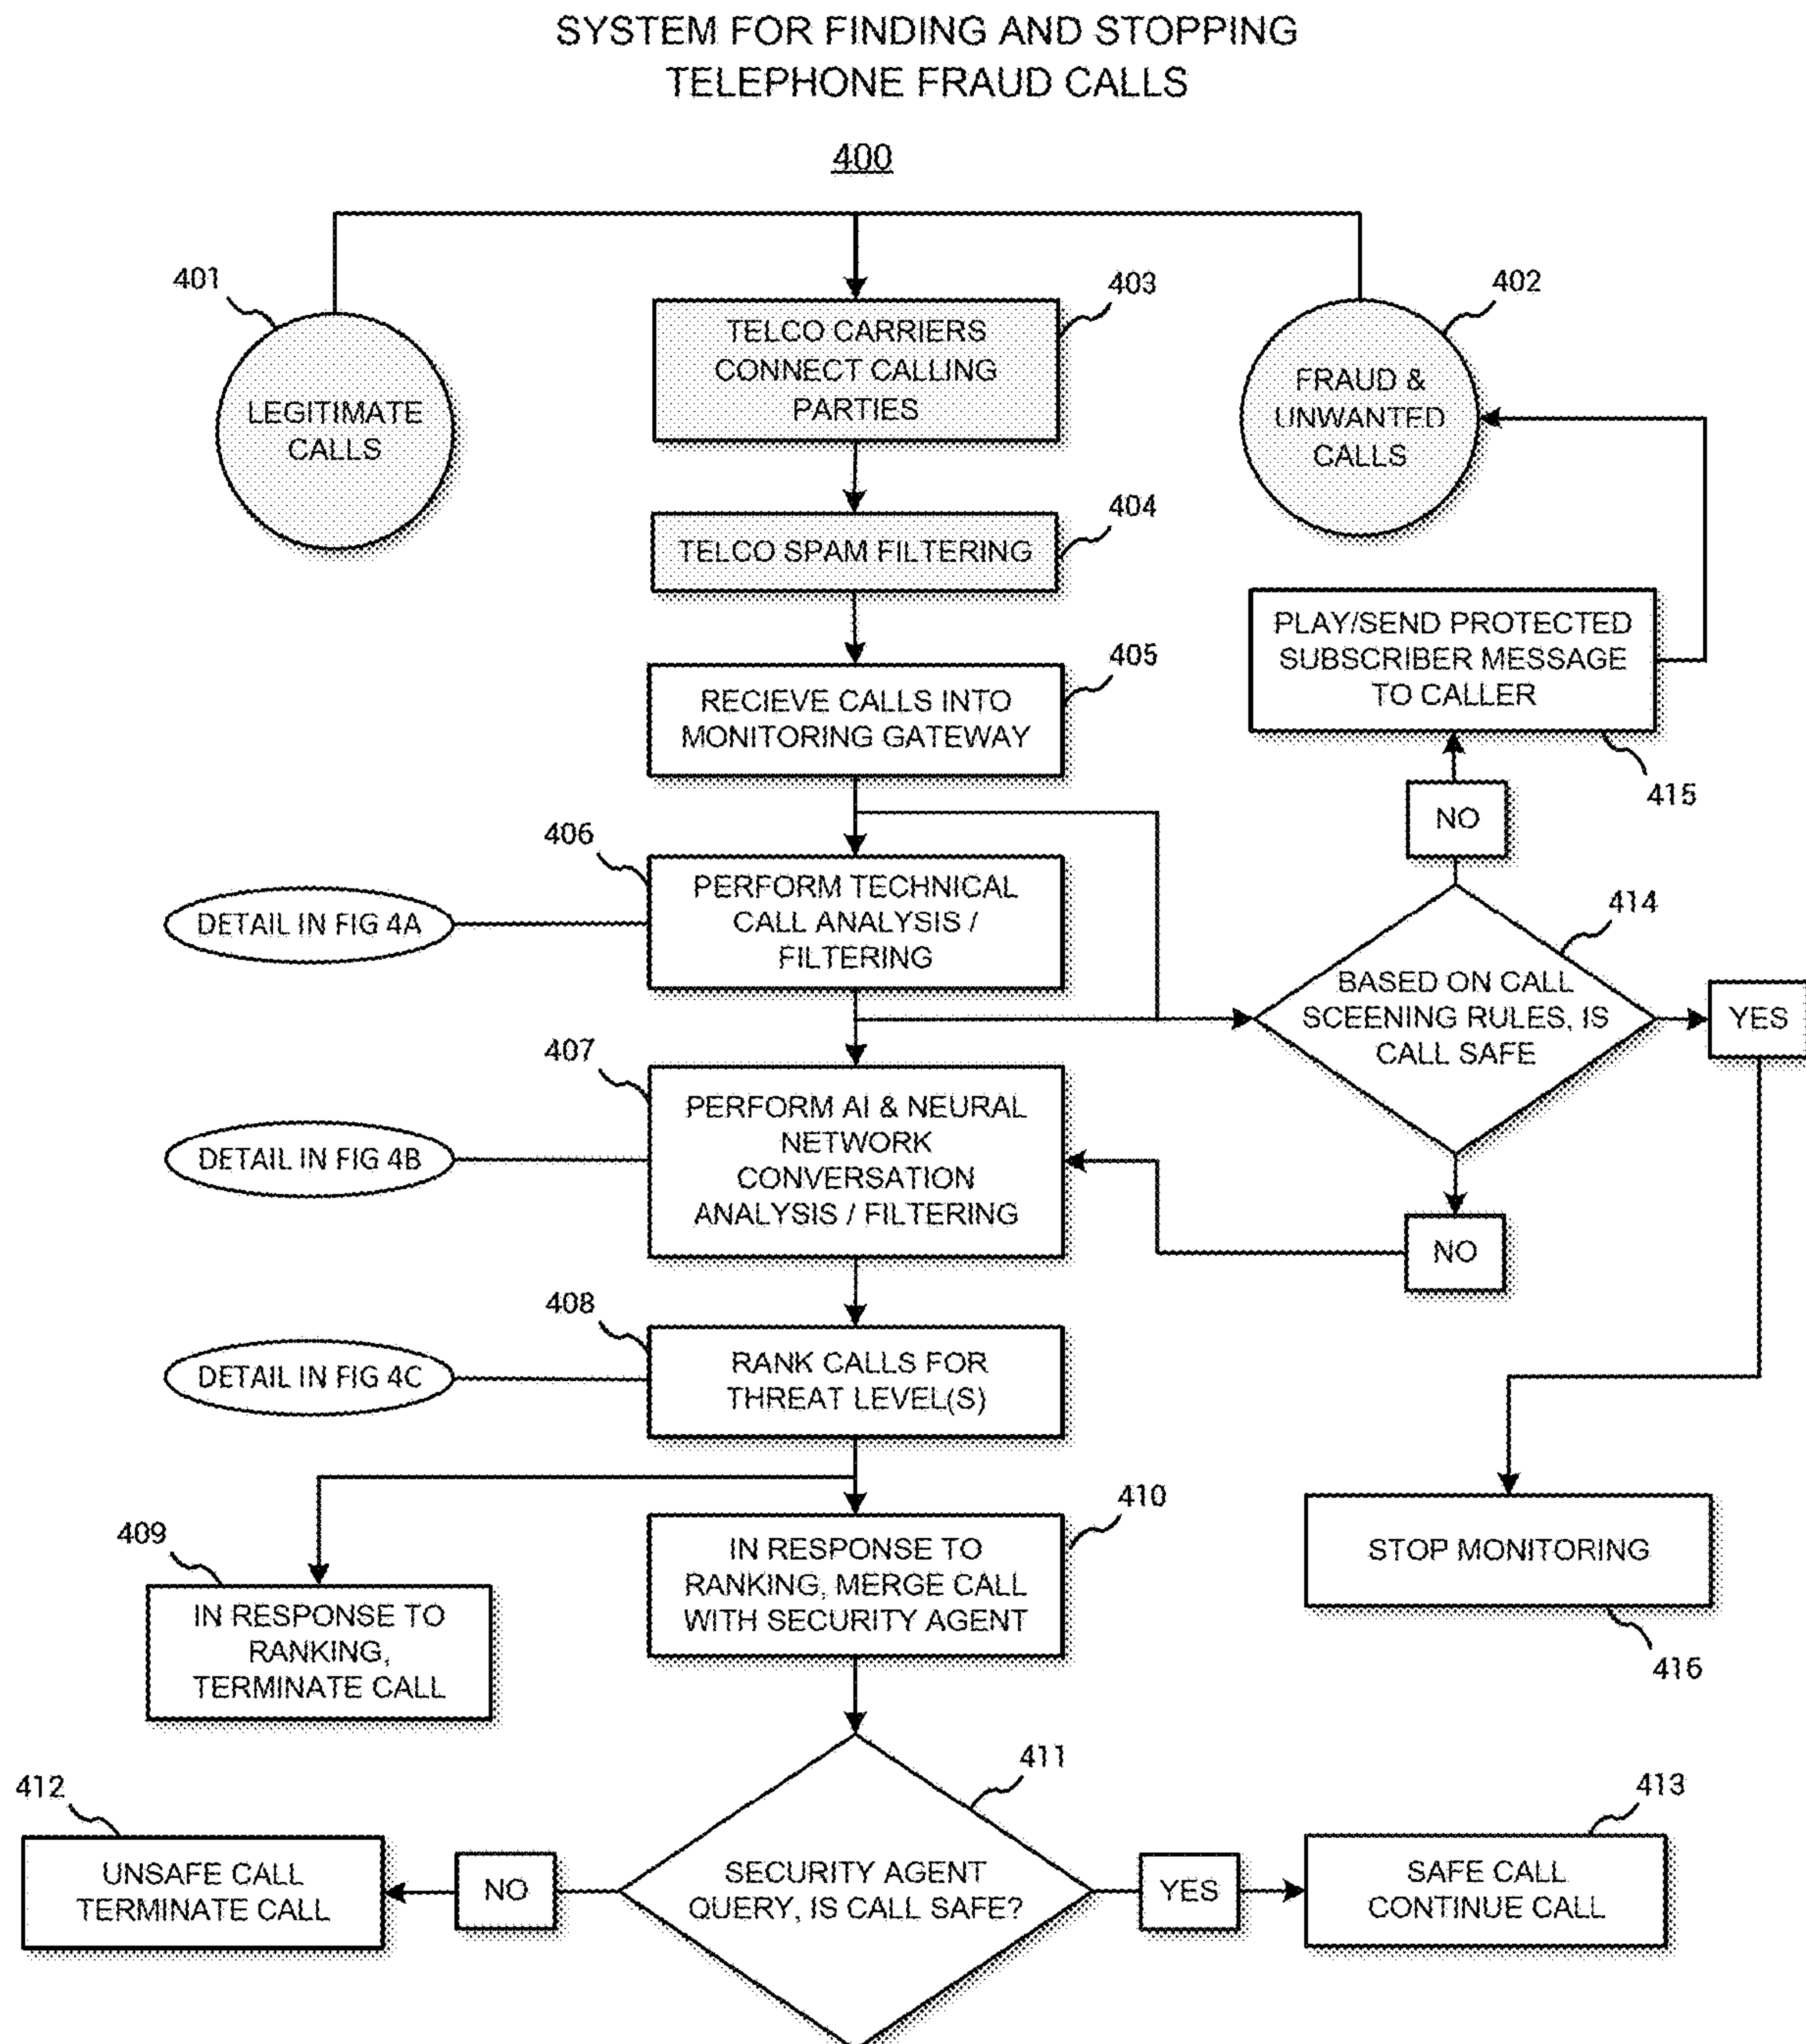 SYSTEM FOR FINDING AND STOPPING
TELEPHONE FRAUD CALLS
400
401
LEGITIMATE
CALLS
403
TELCO CARRIERS
CONNECT CALLING
PARTIES
402
FRAUD &
UNWANTED
CALLS
404
TELCO SPAM FILTERING
405
RECIEVE CALLS INTO
MONITORING GATEWAY
PLAY/SEND PROTECTED
SUBSCRIBER MESSAGE
TO CALLER
415
NO
406
PERFORM TECHNICAL
CALL ANALYSIS /
FILTERING
DETAIL IN FIG 4A
414
BASED ON CALL
SCEENING RULES, IS
CALL SAFE
YES
407
PERFORM AI & NEURAL
NETWORK
CONVERSATION
ANALYSIS / FILTERING
DETAIL IN FIG 4B
NO
408
RANK CALLS FOR
THREAT LEVEL(S)
DETAIL IN FIG 4C
409
IN RESPONSE TO
RANKING,
TERMINATE CALL
410
IN RESPONSE TO
RANKING, MERGE CALL
WITH SECURITY AGENT
STOP MONITORING
416
411
SECURITY AGENT
QUERY, IS CALL SAFE?
412
UNSAFE CALL
TERMINATE CALL
NO
YES
413
SAFE CALL
CONTINUE CALL